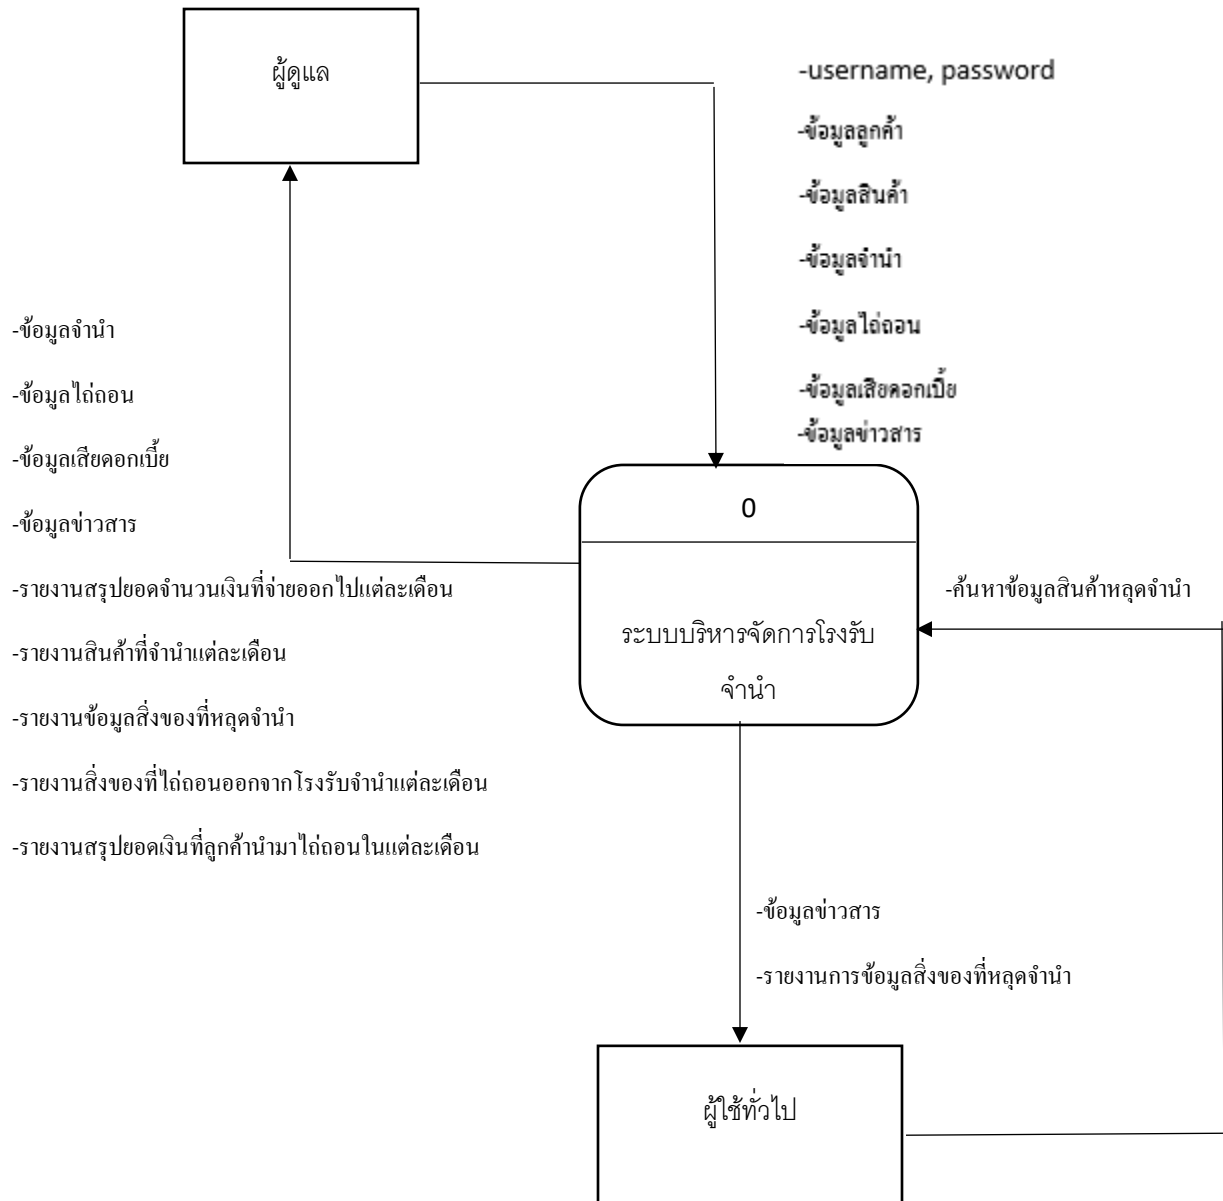 ผู้ดูแล
-username, password
-ข้อมูลลูกค้า
-ข้อมูลสินค้า
-ข้อมูลจำนำ
-ข้อมูลไถ่ถอน
-ข้อมูลเสียดอกเบี้ย
-ข้อมูลข่าวสาร
-ข้อมูลจำนำ
-ข้อมูลไถ่ถอน
-ข้อมูลเสียดอกเบี้ย
-ข้อมูลข่าวสาร
-รายงานสรุปยอดจำนวนเงินที่จ่ายออกไปแต่ละเดือน
-รายงานสินค้าที่จำนำแต่ละเดือน
-รายงานข้อมูลสิ่งของที่หลุดจำนำ
-รายงานสิ่งของที่ไถ่ถอนออกจากโรงรับจำนำแต่ละเดือน
-รายงานสรุปยอดเงินที่ลูกค้านำมาไถ่ถอนในแต่ละเดือน
0
ระบบบริหารจัดการโรงรับ
จำนำ
-ค้นหาข้อมูลสินค้าหลุดจำนำ
-ข้อมูลข่าวสาร
-รายงานการข้อมูลสิ่งของที่หลุดจำนำ
ผู้ใช้ทั่วไป